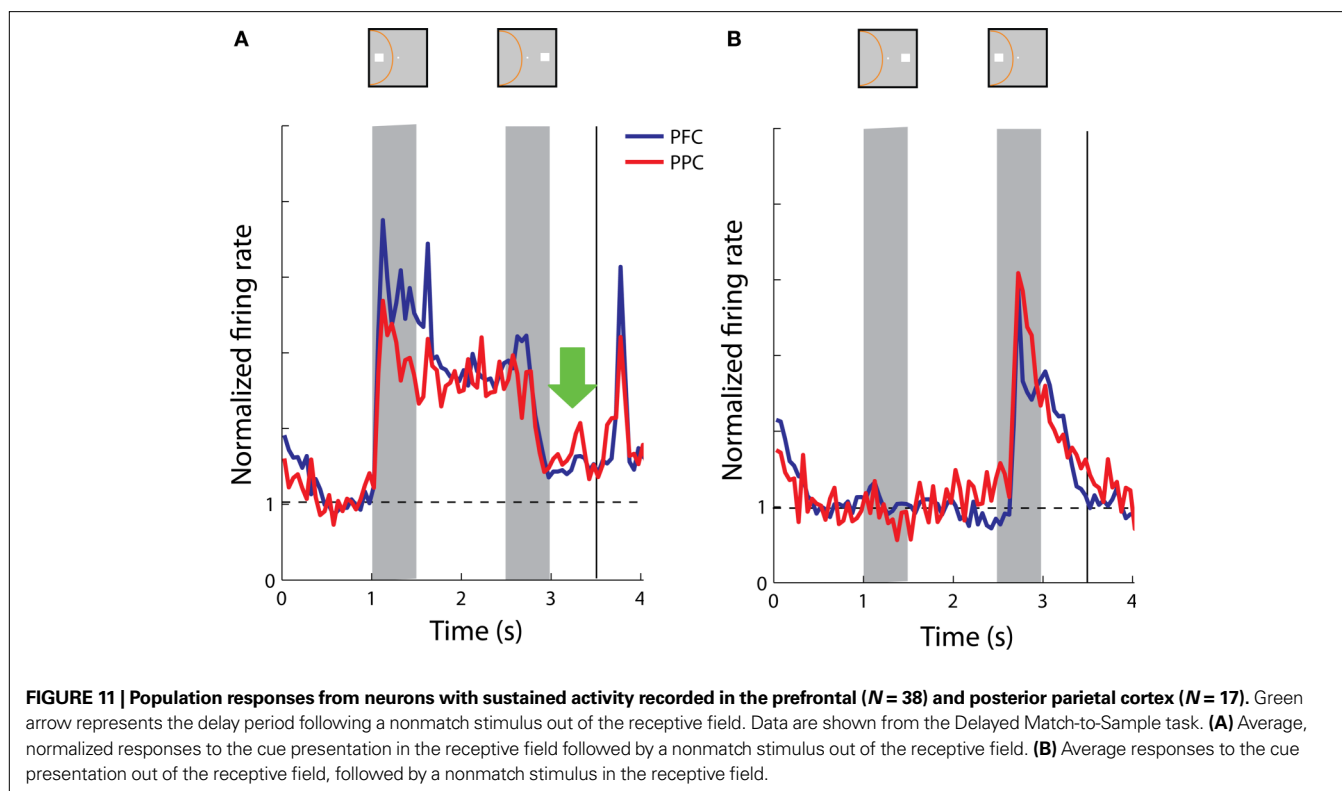 A
B
PFC
PPC
Normalized firing rate
1
0
0 1 2 3 4
Time (s)
Normalized firing rate
1
0
0 1 2 3 4
Time (s)
FIGURE 11 | Population responses from neurons with sustained activity recorded in the prefrontal (N = 38) and posterior parietal cortex (N = 17). Green
arrow represents the delay period following a nonmatch stimulus out of the receptive field. Data are shown from the Delayed Match-to-Sample task. (A) Average,
normalized responses to the cue presentation in the receptive field followed by a nonmatch stimulus out of the receptive field. (B) Average responses to the cue
presentation out of the receptive field, followed by a nonmatch stimulus in the receptive field.